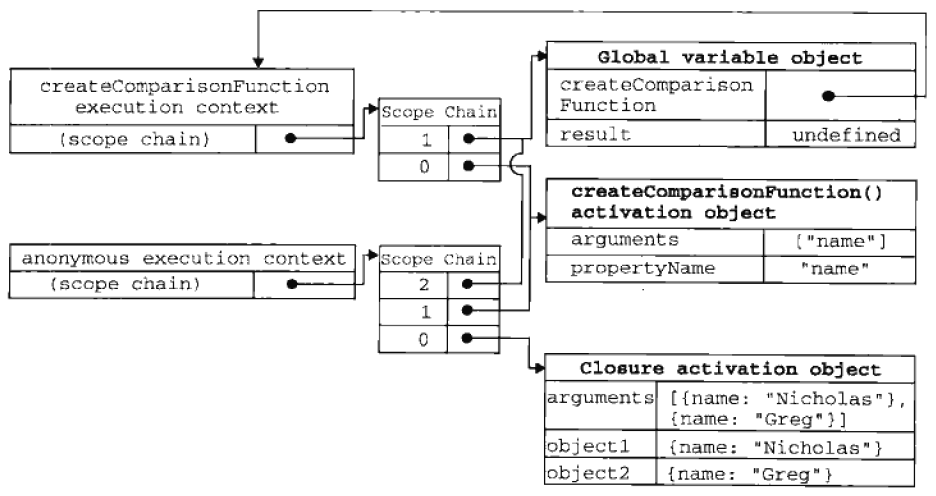 createComparisonFunction
execution context
(scope chain)
Scope Chain
1
0
Global variable object
createComparison
Function
result undefined
createComparisonFunction()
activation object
arguments ["name"]
propertyName "name"
anonymous execution context
(scope chain)
Scope Chain
2
1
0
Closure activation object
arguments [{name: "Nicholas"},
{name: "Greg"}]
object1 {name: "Nicholas"}
object2 {name: "Greg"}